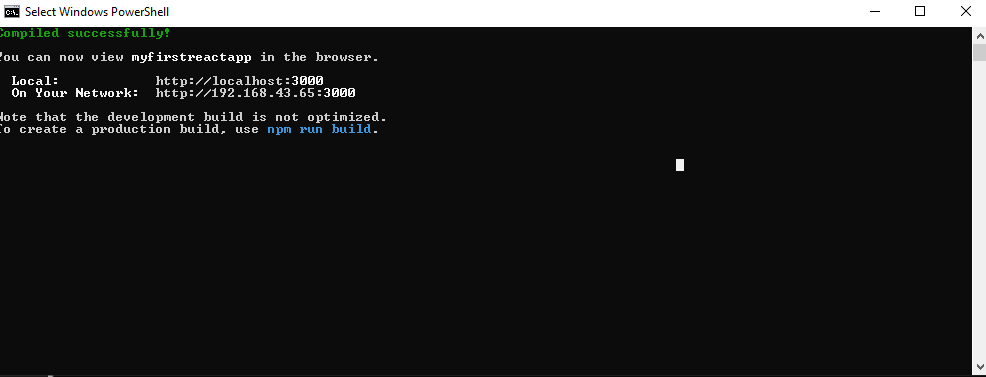 Select Windows PowerShell
Compiled successfully!
You can now view myfirstreactapp in the browser.
Local: http://localhost:3000
On Your Network: http://192.168.43.65:3000
Note that the development build is not optimized.
To create a production build, use npm run build.